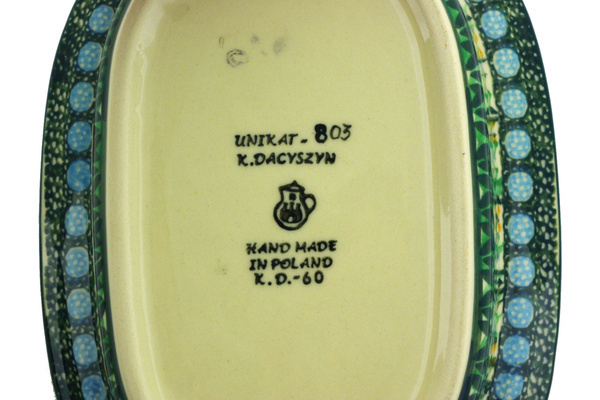 UNIKAT- 803
K.DACYSZYN
HAND MADE
IN POLAND
K.D.-60